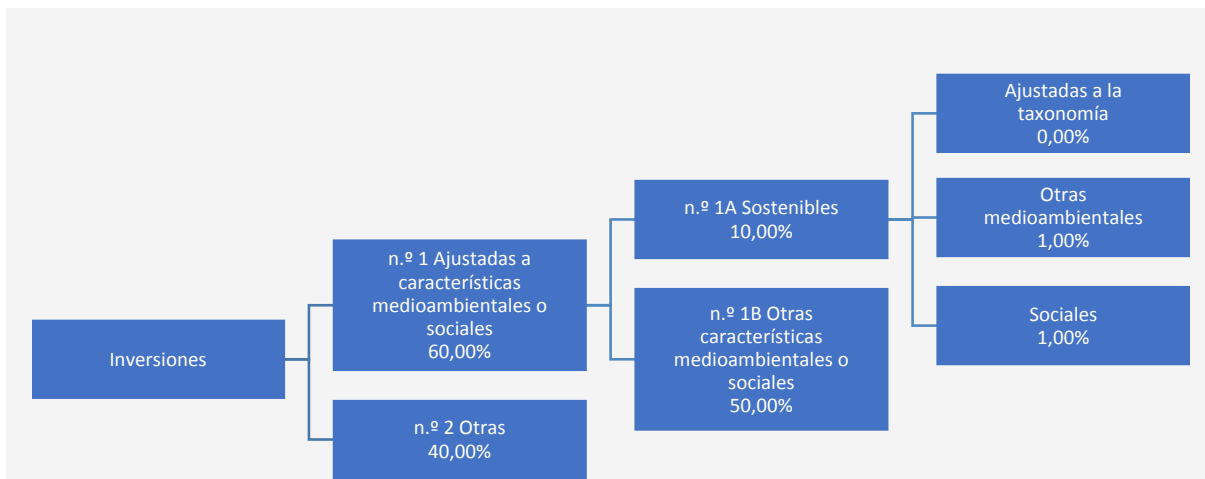 Inversiones
n.º 1 Ajustadas a
características
medioambientales o
sociales
60,00%
n.º 2 Otras
40,00%
n.º 1A Sostenibles
10,00%
n.º 1B Otras
características
medioambientales o
sociales
50,00%
Ajustadas a la
taxonomía
0,00%
Otras
medioambientales
1,00%
Sociales
1,00%